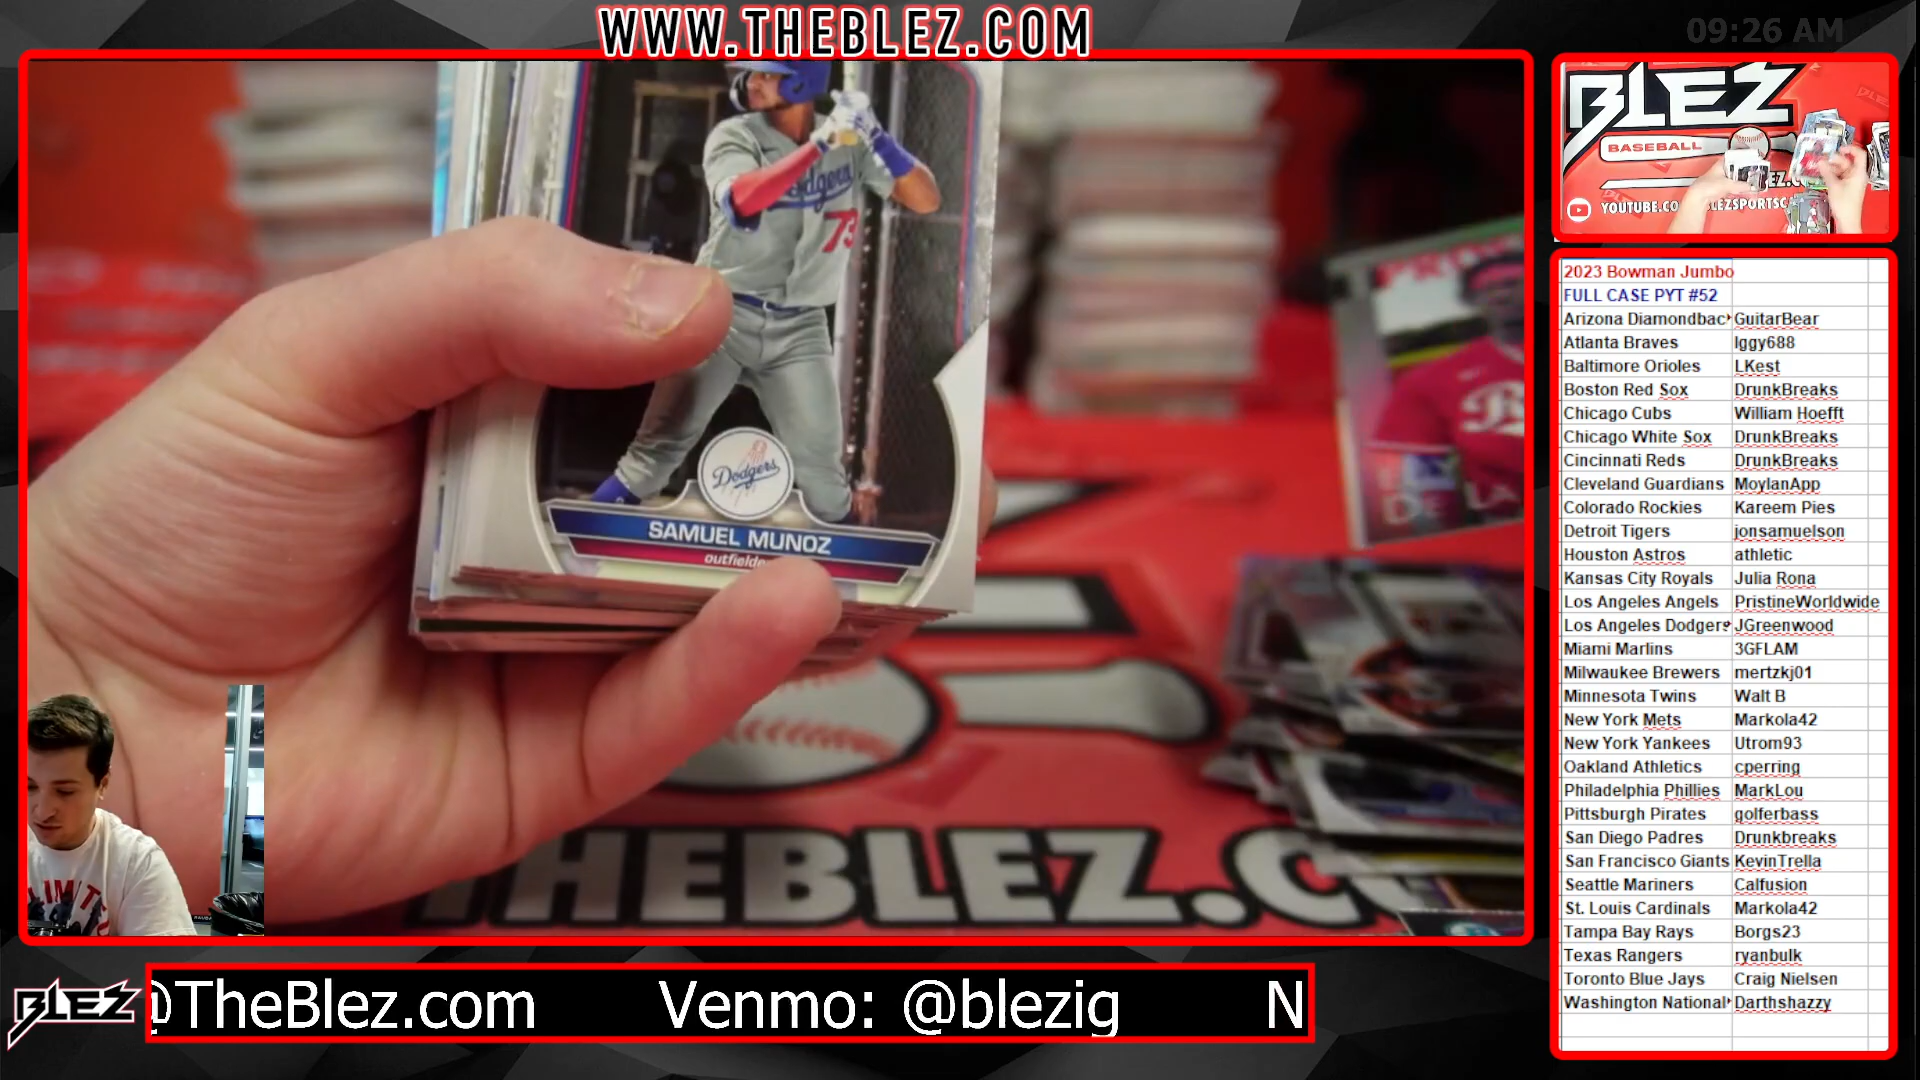 WWW.THEBLEZ.COM
09:26 AM
Dodgers
73
Dodgers
SAMUEL MUNOZ
outfielde
DE LA
THEBLEZ.C
BLEZ
BASEBALL
YOUTUBE.CO
LEZSPORTSCA
2023 Bowman Jumbo
FULL CASE PYT #52
Arizona Diamondbac GuitarBear
Atlanta Braves Iggy688
Baltimore Orioles LKest
Boston Red Sox DrunkBreaks
Chicago Cubs William Hoefft
Chicago White Sox DrunkBreaks
Cincinnati Reds DrunkBreaks
Cleveland Guardians MoylanApp
Colorado Rockies Kareem Pies
Detroit Tigers jonsamuelson
Houston Astros athletic
Kansas City Royals Julia Rona
Los Angeles Angels PristineWorldwide
Los Angeles Dodgers JGreenwood
Miami Marlins 3GFLAM
Milwaukee Brewers mertzkj01
Minnesota Twins Walt B
New York Mets Markola42
New York Yankees Utrom93
Oakland Athletics cperring
Philadelphia Phillies MarkLou
Pittsburgh Pirates golferbass
San Diego Padres Drunkbreaks
San Francisco Giants KevinTrella
Seattle Mariners Calfusion
St. Louis Cardinals Markola42
Tampa Bay Rays Borgs23
Texas Rangers ryanbulk
Toronto Blue Jays Craig Nielsen
Washington National Darthshazzy
BLEZ
@TheBlez.com Venmo: @blezig N